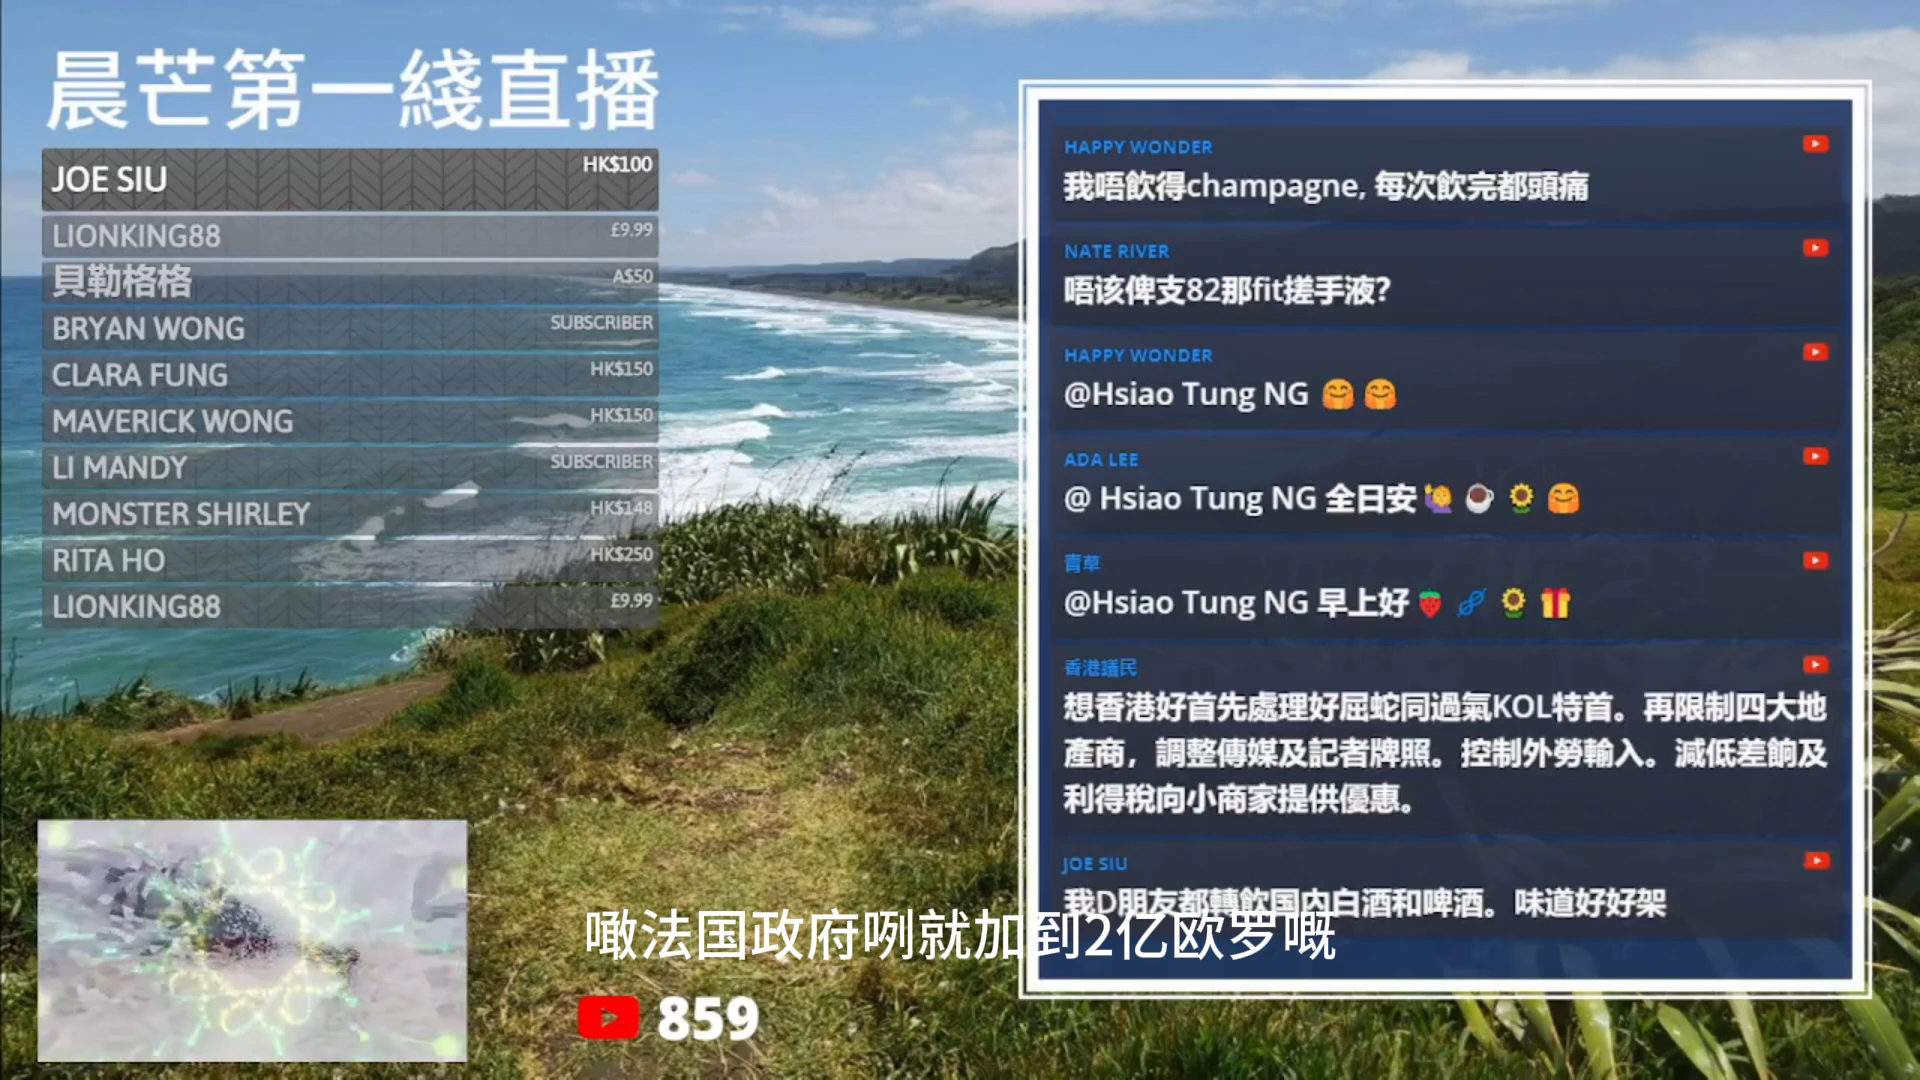 晨芒第一綫直播
JOE SIU HK$100
LIONKING88 £9.99
貝勒格格 A$50
BRYAN WONG SUBSCRIBER
CLARA FUNG HK$150
MAVERICK WONG HK$150
LI MANDY SUBSCRIBER
MONSTER SHIRLEY HK$148
RITA HO HK$250
LIONKING88 £9.99
HAPPY WONDER
我唔飲得champagne, 每次飲完都頭痛
NATE RIVER
唔该俾支82那fit搓手液?
HAPPY WONDER
@Hsiao Tung NG 🤗 🤗
ADA LEE
@ Hsiao Tung NG 全日安 🙋 ☕ 🌻 🤗
青草
@Hsiao Tung NG 早上好 🍓 🧬 🌻 🎁
香港議民
想香港好首先處理好屈蛇同過氣KOL特首。再限制四大地
產商，調整傳媒及記者牌照。控制外勞輸入。減低差餉及
利得稅向小商家提供優惠。
JOE SIU
我D朋友都轉飲国内白酒和啤酒。味道好好架
噉法国政府咧就加到2亿欧罗嘅
859